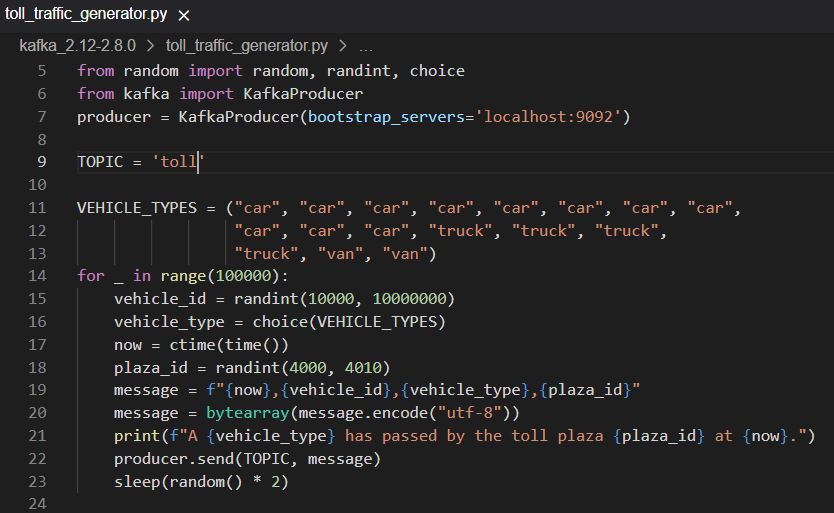 toll_traffic_generator.py ×
kafka_2.12-2.8.0 > toll_traffic_generator.py > ...
5 from random import random, randint, choice
6 from kafka import KafkaProducer
7 producer = KafkaProducer(bootstrap_servers='localhost:9092')
8
9 TOPIC = 'toll'
10
11 VEHICLE_TYPES = ("car", "car", "car", "car", "car", "car", "car", "car",
12 "car", "car", "car", "truck", "truck", "truck",
13 "truck", "van", "van")
14 for _ in range(100000):
15 vehicle_id = randint(10000, 10000000)
16 vehicle_type = choice(VEHICLE_TYPES)
17 now = ctime(time())
18 plaza_id = randint(4000, 4010)
19 message = f"{now},{vehicle_id},{vehicle_type},{plaza_id}"
20 message = bytearray(message.encode("utf-8"))
21 print(f"A {vehicle_type} has passed by the toll plaza {plaza_id} at {now}.")
22 producer.send(TOPIC, message)
23 sleep(random() * 2)
24